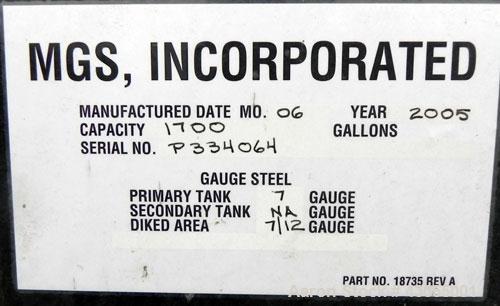 MGS, INCORPORATED
MANUFACTURED DATE MO. 06 YEAR 2005
CAPACITY 1700 GALLONS
SERIAL NO. P334064
GAUGE STEEL
PRIMARY TANK 7 GAUGE
SECONDARY TANK NA GAUGE
DIKED AREA 7/12 GAUGE
PART NO. 18735 REV A